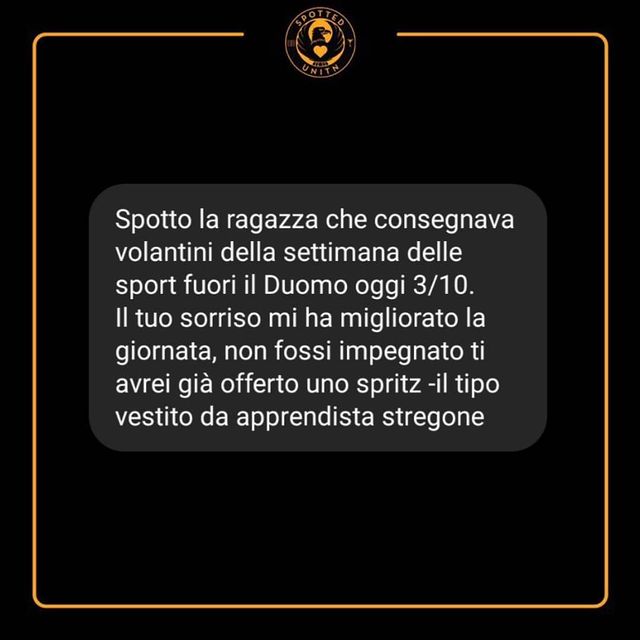 SPOTTED
UNITN
Spotto la ragazza che consegnava
volantini della settimana delle
sport fuori il Duomo oggi 3/10.
Il tuo sorriso mi ha migliorato la
giornata, non fossi impegnato ti
avrei già offerto uno spritz -il tipo
vestito da apprendista stregone